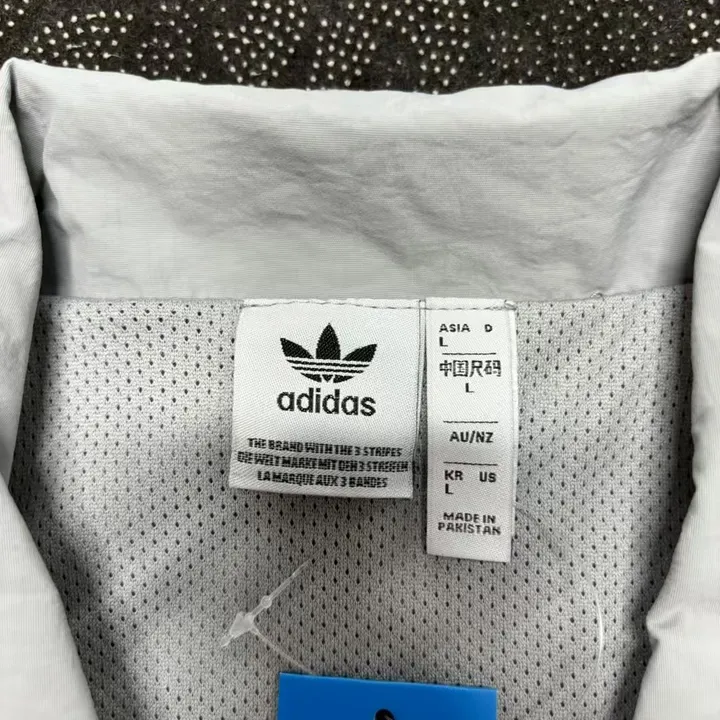 adidas
THE BRAND WITH THE 3 STRIPES
DIE WELT MARKE MIT DEN 3 STREIFEN
LA MARQUE AUX 3 BANDES
ASIA D
L
中国尺码
L
AU/NZ
KR US
L
MADE IN
PAKISTAN